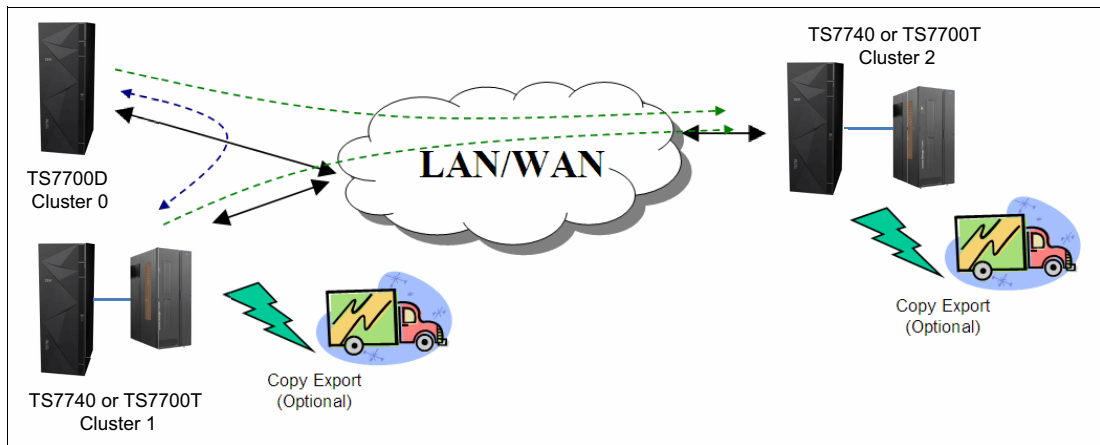 TS7700D
Cluster 0
LAN/WAN
TS7740 or TS7700T
Cluster 2
TS7740 or TS7700T
Cluster 1
Copy Export
(Optional)
Copy Export
(Optional)